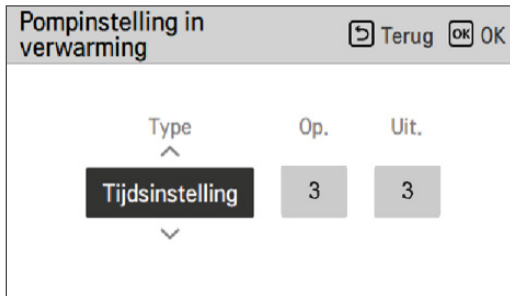 Pompinstelling in
verwarming
Terug OK OK
Type Op. Uit.
Tijdsinstelling 3 3